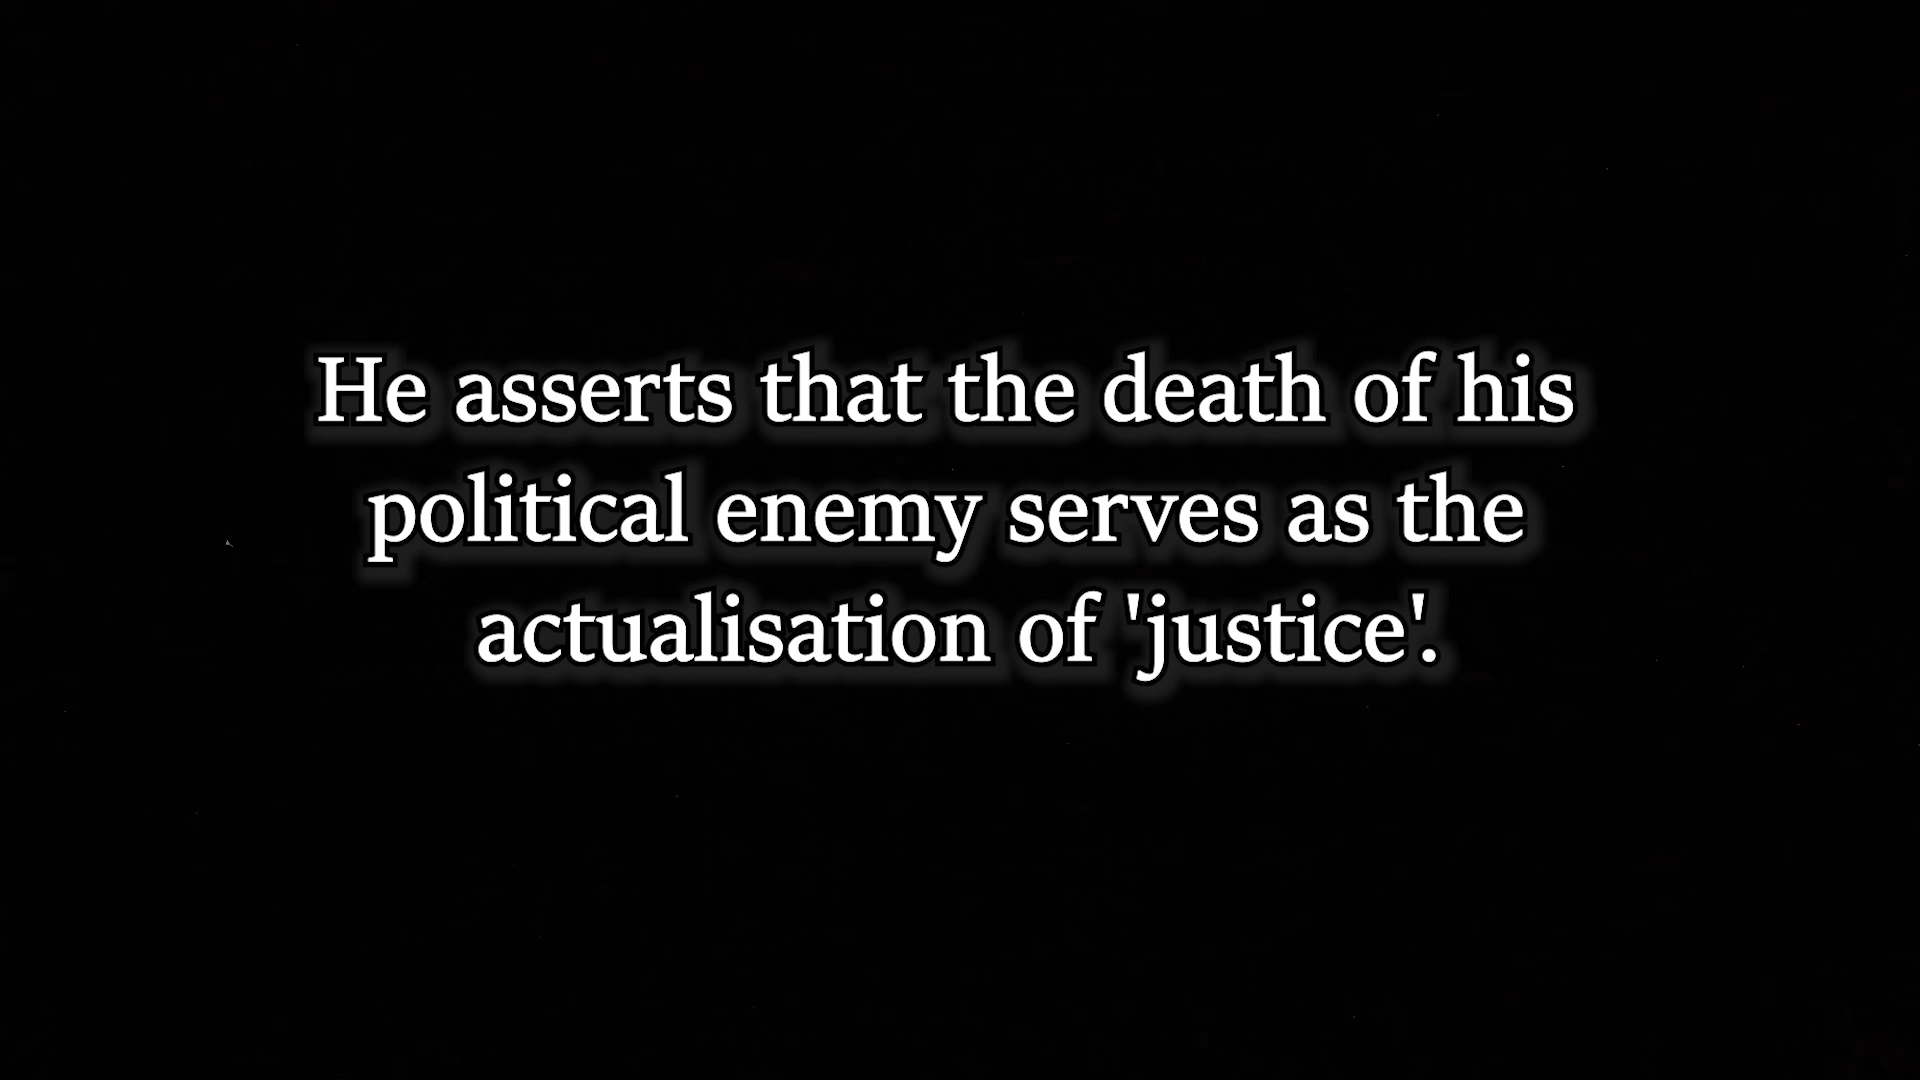 He asserts that the death of his
political enemy serves as the
actualisation of 'justice'.